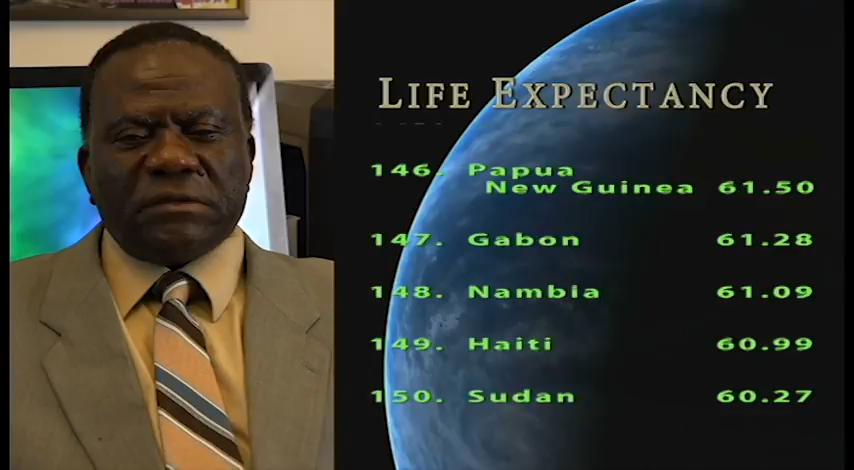 LIFE EXPECTANCY
146. Papua
New Guinea 61.50
147. Gabon 61.28
148. Nambia 61.09
149. Haiti 60.99
150. Sudan 60.27